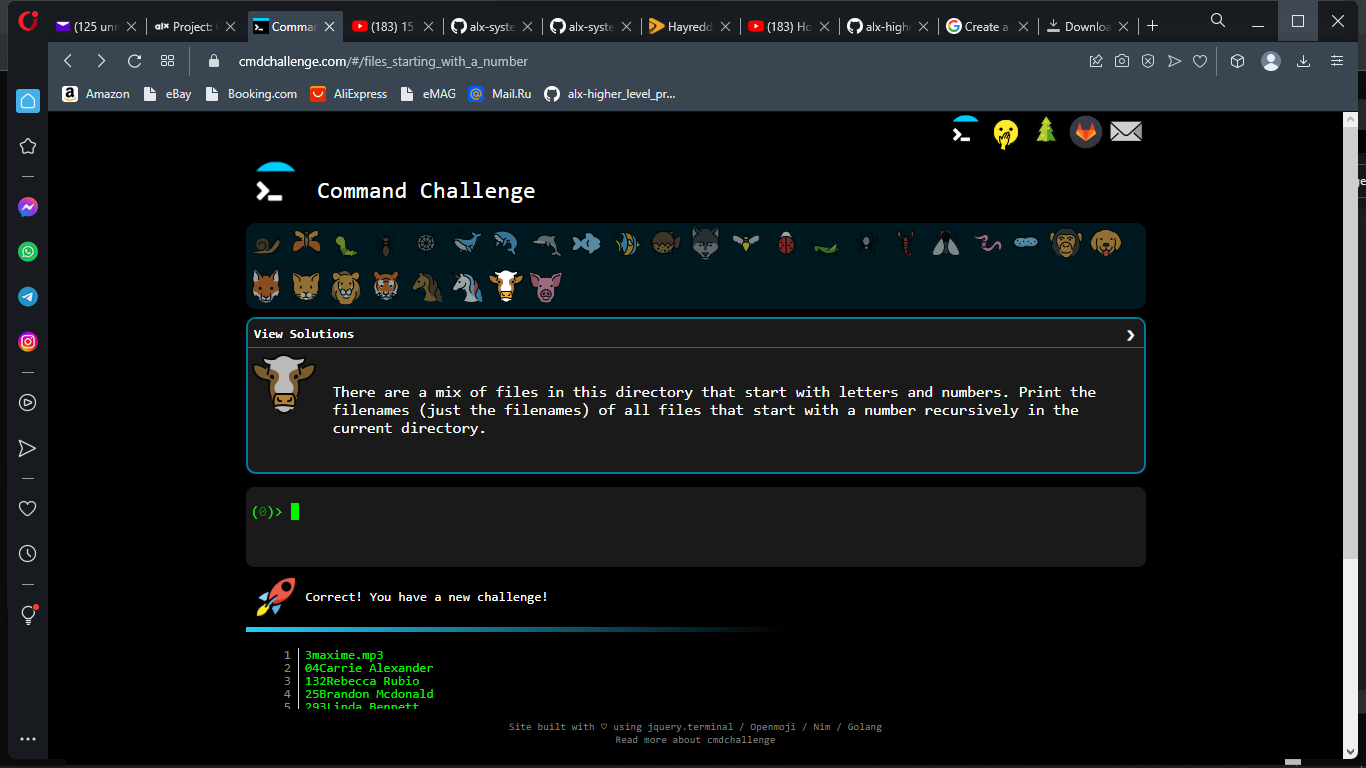 (125 unr
alx Project: C
Comman
(183) 15
alx-syste
alx-syste
Hayredd
(183) Ho
alx-high
Create a
Downloa
cmdchallenge.com/#/files_starting_with_a_number
Amazon
eBay
Booking.com
AliExpress
eMAG
Mail.Ru
alx-higher_level_pr...
Command Challenge
View Solutions
There are a mix of files in this directory that start with letters and numbers. Print the
filenames (just the filenames) of all files that start with a number recursively in the
current directory.
(0)>
Correct! You have a new challenge!
1 3maxime.mp3
2 04Carrie Alexander
3 132Rebecca Rubio
4 25Brandon Mcdonald
5 293Linda Bennett
Site built with ♡ using jquery.terminal / Openmoji / Nim / Golang
Read more about cmdchallenge